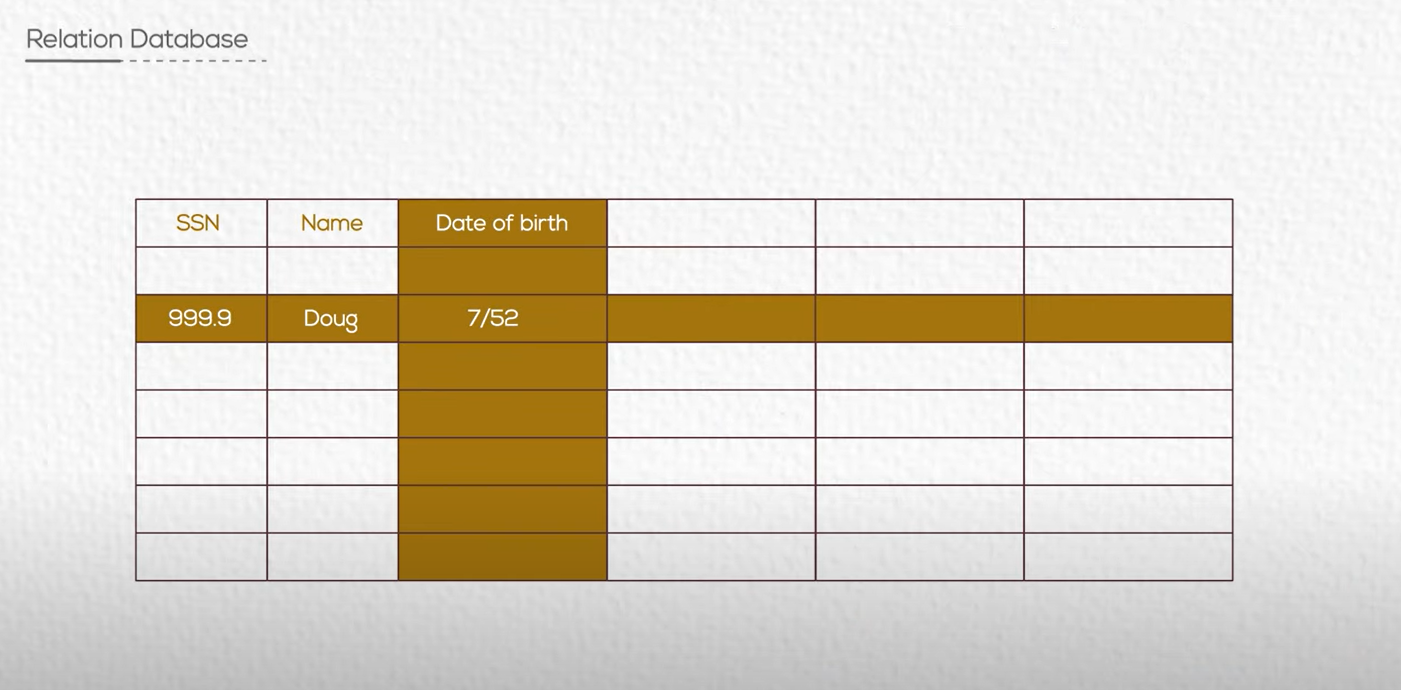 Relation Database
SSN Name Date of birth
999.9 Doug 7/52